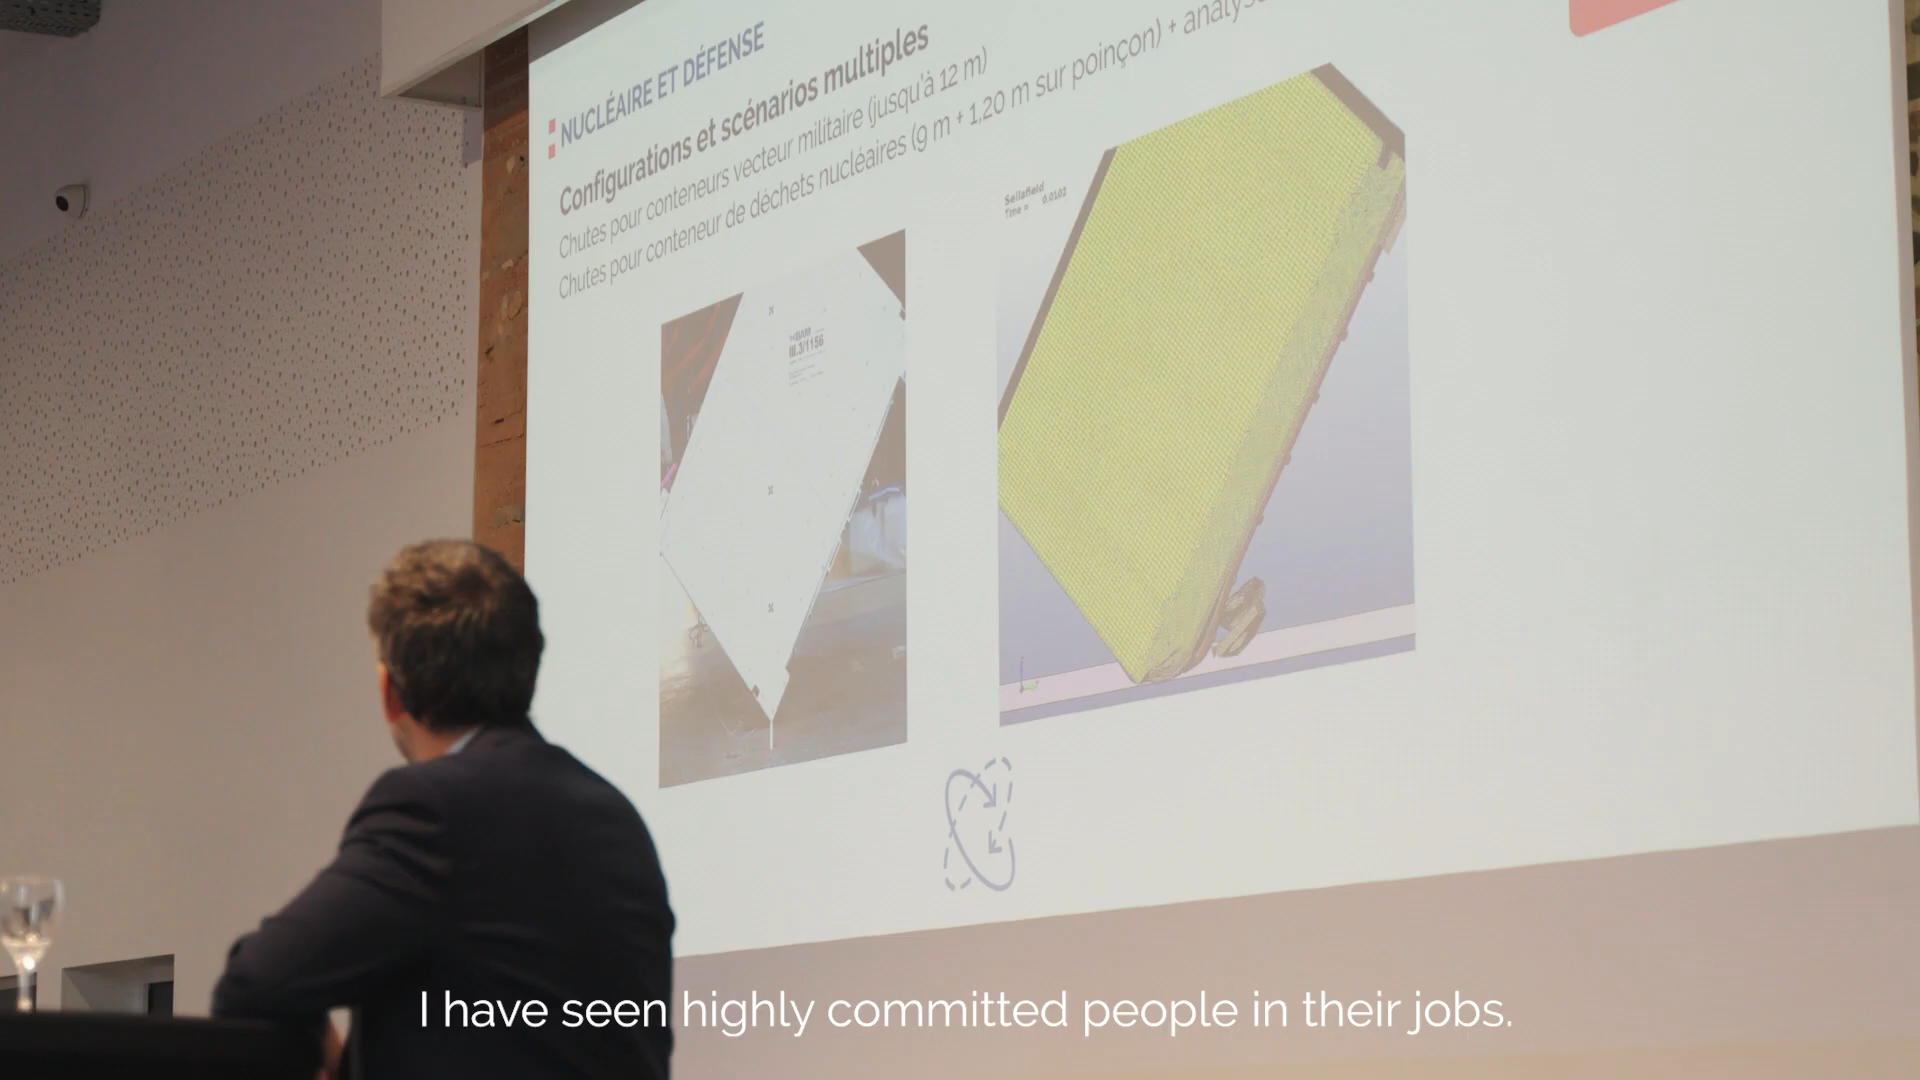 NUCLÉAIRE ET DÉFENSE
Configurations et scénarios multiples
Chutes pour conteneurs vecteur militaire (jusqu'à 12 m)
Chutes pour conteneur de déchets nucléaires (9 m + 1,20 m sur poinçon) + analyse
Sellafield
Time = 0.0102
BAM
III.3/1156
I have seen highly committed people in their jobs.